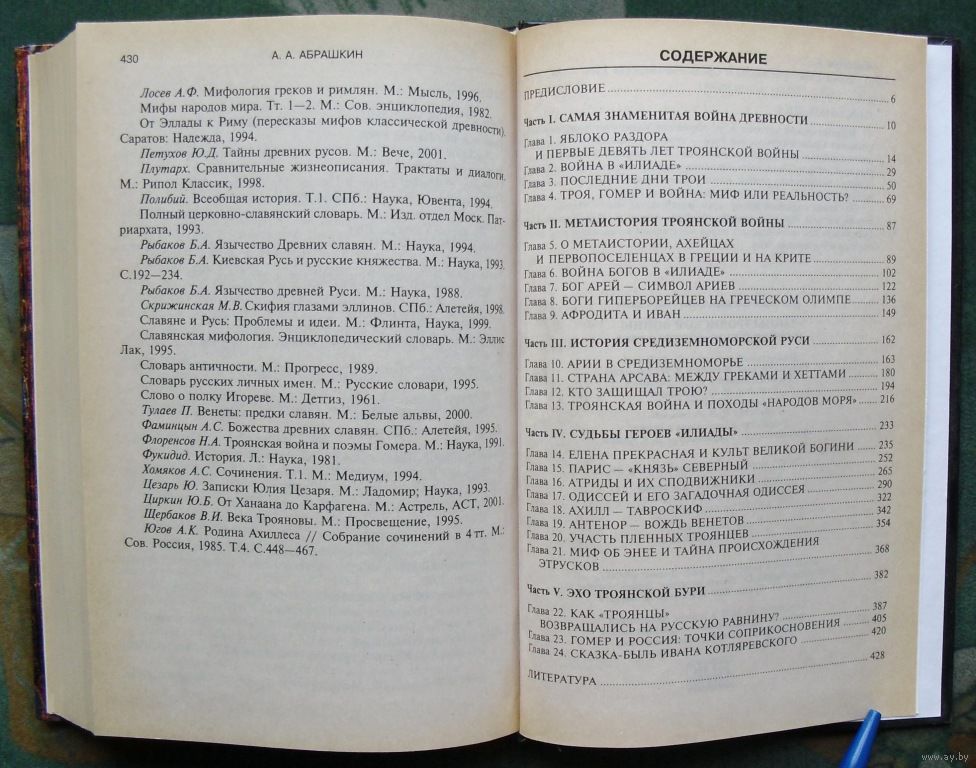 430
А. А. АБРАШКИН
Лосев А.Ф. Мифология греков и римлян. М.: Мысль, 1996.
Мифы народов мира. Тт. 1—2. М.: Сов. энциклопедия, 1982.
От Эллады к Риму (пересказы мифов классической древности).
Саратов: Надежда, 1994.
Петухов Ю.Д. Тайны древних русов. М.: Вече, 2001.
Плутарх. Сравнительные жизнеописания. Трактаты и диалоги.
М.: Рипол Классик, 1998.
Полибий. Всеобщая история. Т.1. СПб.: Наука, Ювента, 1994.
Полный церковно-славянский словарь. М.: Изд. отдел Моск. Пат-
риархата, 1993.
Рыбаков Б.А. Язычество Древних славян. М.: Наука, 1994.
Рыбаков Б.А. Киевская Русь и русские княжества. М.: Наука, 1993.
С.192—234.
Рыбаков Б.А. Язычество древней Руси. М.: Наука, 1988.
Скрижинская М.В. Скифия глазами эллинов. СПб.: Алетейя, 1998.
Славяне и Русь: Проблемы и идеи. М.: Флинта, Наука, 1999.
Славянская мифология. Энциклопедический словарь. М.: Эллис
Лак, 1995.
Словарь античности. М.: Прогресс, 1989.
Словарь русских личных имен. М.: Русские словари, 1995.
Слово о полку Игореве. М.: Детгиз, 1961.
Тулаев П. Венеты: предки славян. М.: Белые альвы, 2000.
Фаминцын А.С. Божества древних славян. СПб.: Алетейя, 1995.
Флоренсов Н.А. Троянская война и поэмы Гомера. М.: Наука, 1991.
Фукидид. История. Л.: Наука, 1981.
Хомяков А.С. Сочинения. Т.1. М.: Медиум, 1994.
Цезарь Ю. Записки Юлия Цезаря. М.: Ладомир; Наука, 1993.
Циркин Ю.Б. От Ханаана до Карфагена. М.: Астрель, АСТ, 2001.
Щербаков В.И. Века Трояновы. М.: Просвещение, 1995.
Югов А.К. Родина Ахиллеса // Собрание сочинений в 4 тт. М.:
Сов. Россия, 1985. Т.4. С.448—467.
СОДЕРЖАНИЕ
ПРЕДИСЛОВИЕ 6
Часть I. САМАЯ ЗНАМЕНИТАЯ ВОЙНА ДРЕВНОСТИ 10
Глава 1. ЯБЛОКО РАЗДОРА
И ПЕРВЫЕ ДЕВЯТЬ ЛЕТ ТРОЯНСКОЙ ВОЙНЫ 14
Глава 2. ВОЙНА В «ИЛИАДЕ» 29
Глава 3. ПОСЛЕДНИЕ ДНИ ТРОИ 50
Глава 4. ТРОЯ, ГОМЕР И ВОЙНА: МИФ ИЛИ РЕАЛЬНОСТЬ? 69
Часть II. МЕТАИСТОРИЯ ТРОЯНСКОЙ ВОЙНЫ 87
Глава 5. О МЕТАИСТОРИИ, АХЕЙЦАХ
И ПЕРВОПОСЕЛЕНЦАХ В ГРЕЦИИ И НА КРИТЕ 89
Глава 6. ВОЙНА БОГОВ В «ИЛИАДЕ» 102
Глава 7. БОГ АРЕЙ — СИМВОЛ АРИЕВ 122
Глава 8. БОГИ ГИПЕРБОРЕЙЦЕВ НА ГРЕЧЕСКОМ ОЛИМПЕ 136
Глава 9. АФРОДИТА И ИВАН 149
Часть III. ИСТОРИЯ СРЕДИЗЕМНОМОРСКОЙ РУСИ 162
Глава 10. АРИИ В СРЕДИЗЕМНОМОРЬЕ 163
Глава 11. СТРАНА АРСАВА: МЕЖДУ ГРЕКАМИ И ХЕТТАМИ 180
Глава 12. КТО ЗАЩИЩАЛ ТРОЮ? 194
Глава 13. ТРОЯНСКАЯ ВОЙНА И ПОХОДЫ «НАРОДОВ МОРЯ» 216
Часть IV. СУДЬБЫ ГЕРОЕВ «ИЛИАДЫ» 233
Глава 14. ЕЛЕНА ПРЕКРАСНАЯ И КУЛЬТ ВЕЛИКОЙ БОГИНИ 235
Глава 15. ПАРИС — «КНЯЗЬ» СЕВЕРНЫЙ 252
Глава 16. АТРИДЫ И ИХ СПОДВИЖНИКИ 265
Глава 17. ОДИССЕЙ И ЕГО ЗАГАДОЧНАЯ ОДИССЕЯ 290
Глава 18. АХИЛЛ — ТАВРОСКИФ 322
Глава 19. АНТЕНОР — ВОЖДЬ ВЕНЕТОВ 342
Глава 20. УЧАСТЬ ПЛЕННЫХ ТРОЯНЦЕВ 354
Глава 21. МИФ ОБ ЭНЕЕ И ТАЙНА ПРОИСХОЖДЕНИЯ
ЭТРУСКОВ 368
Часть V. ЭХО ТРОЯНСКОЙ БУРИ 382
Глава 22. КАК «ТРОЯНЦЫ»
ВОЗВРАЩАЛИСЬ НА РУССКУЮ РАВНИНУ? 387
Глава 23. ГОМЕР И РОССИЯ: ТОЧКИ СОПРИКОСНОВЕНИЯ 405
Глава 24. СКАЗКА-БЫЛЬ ИВАНА КОТЛЯРЕВСКОГО 420
ЛИТЕРАТУРА 428
www.ay.by